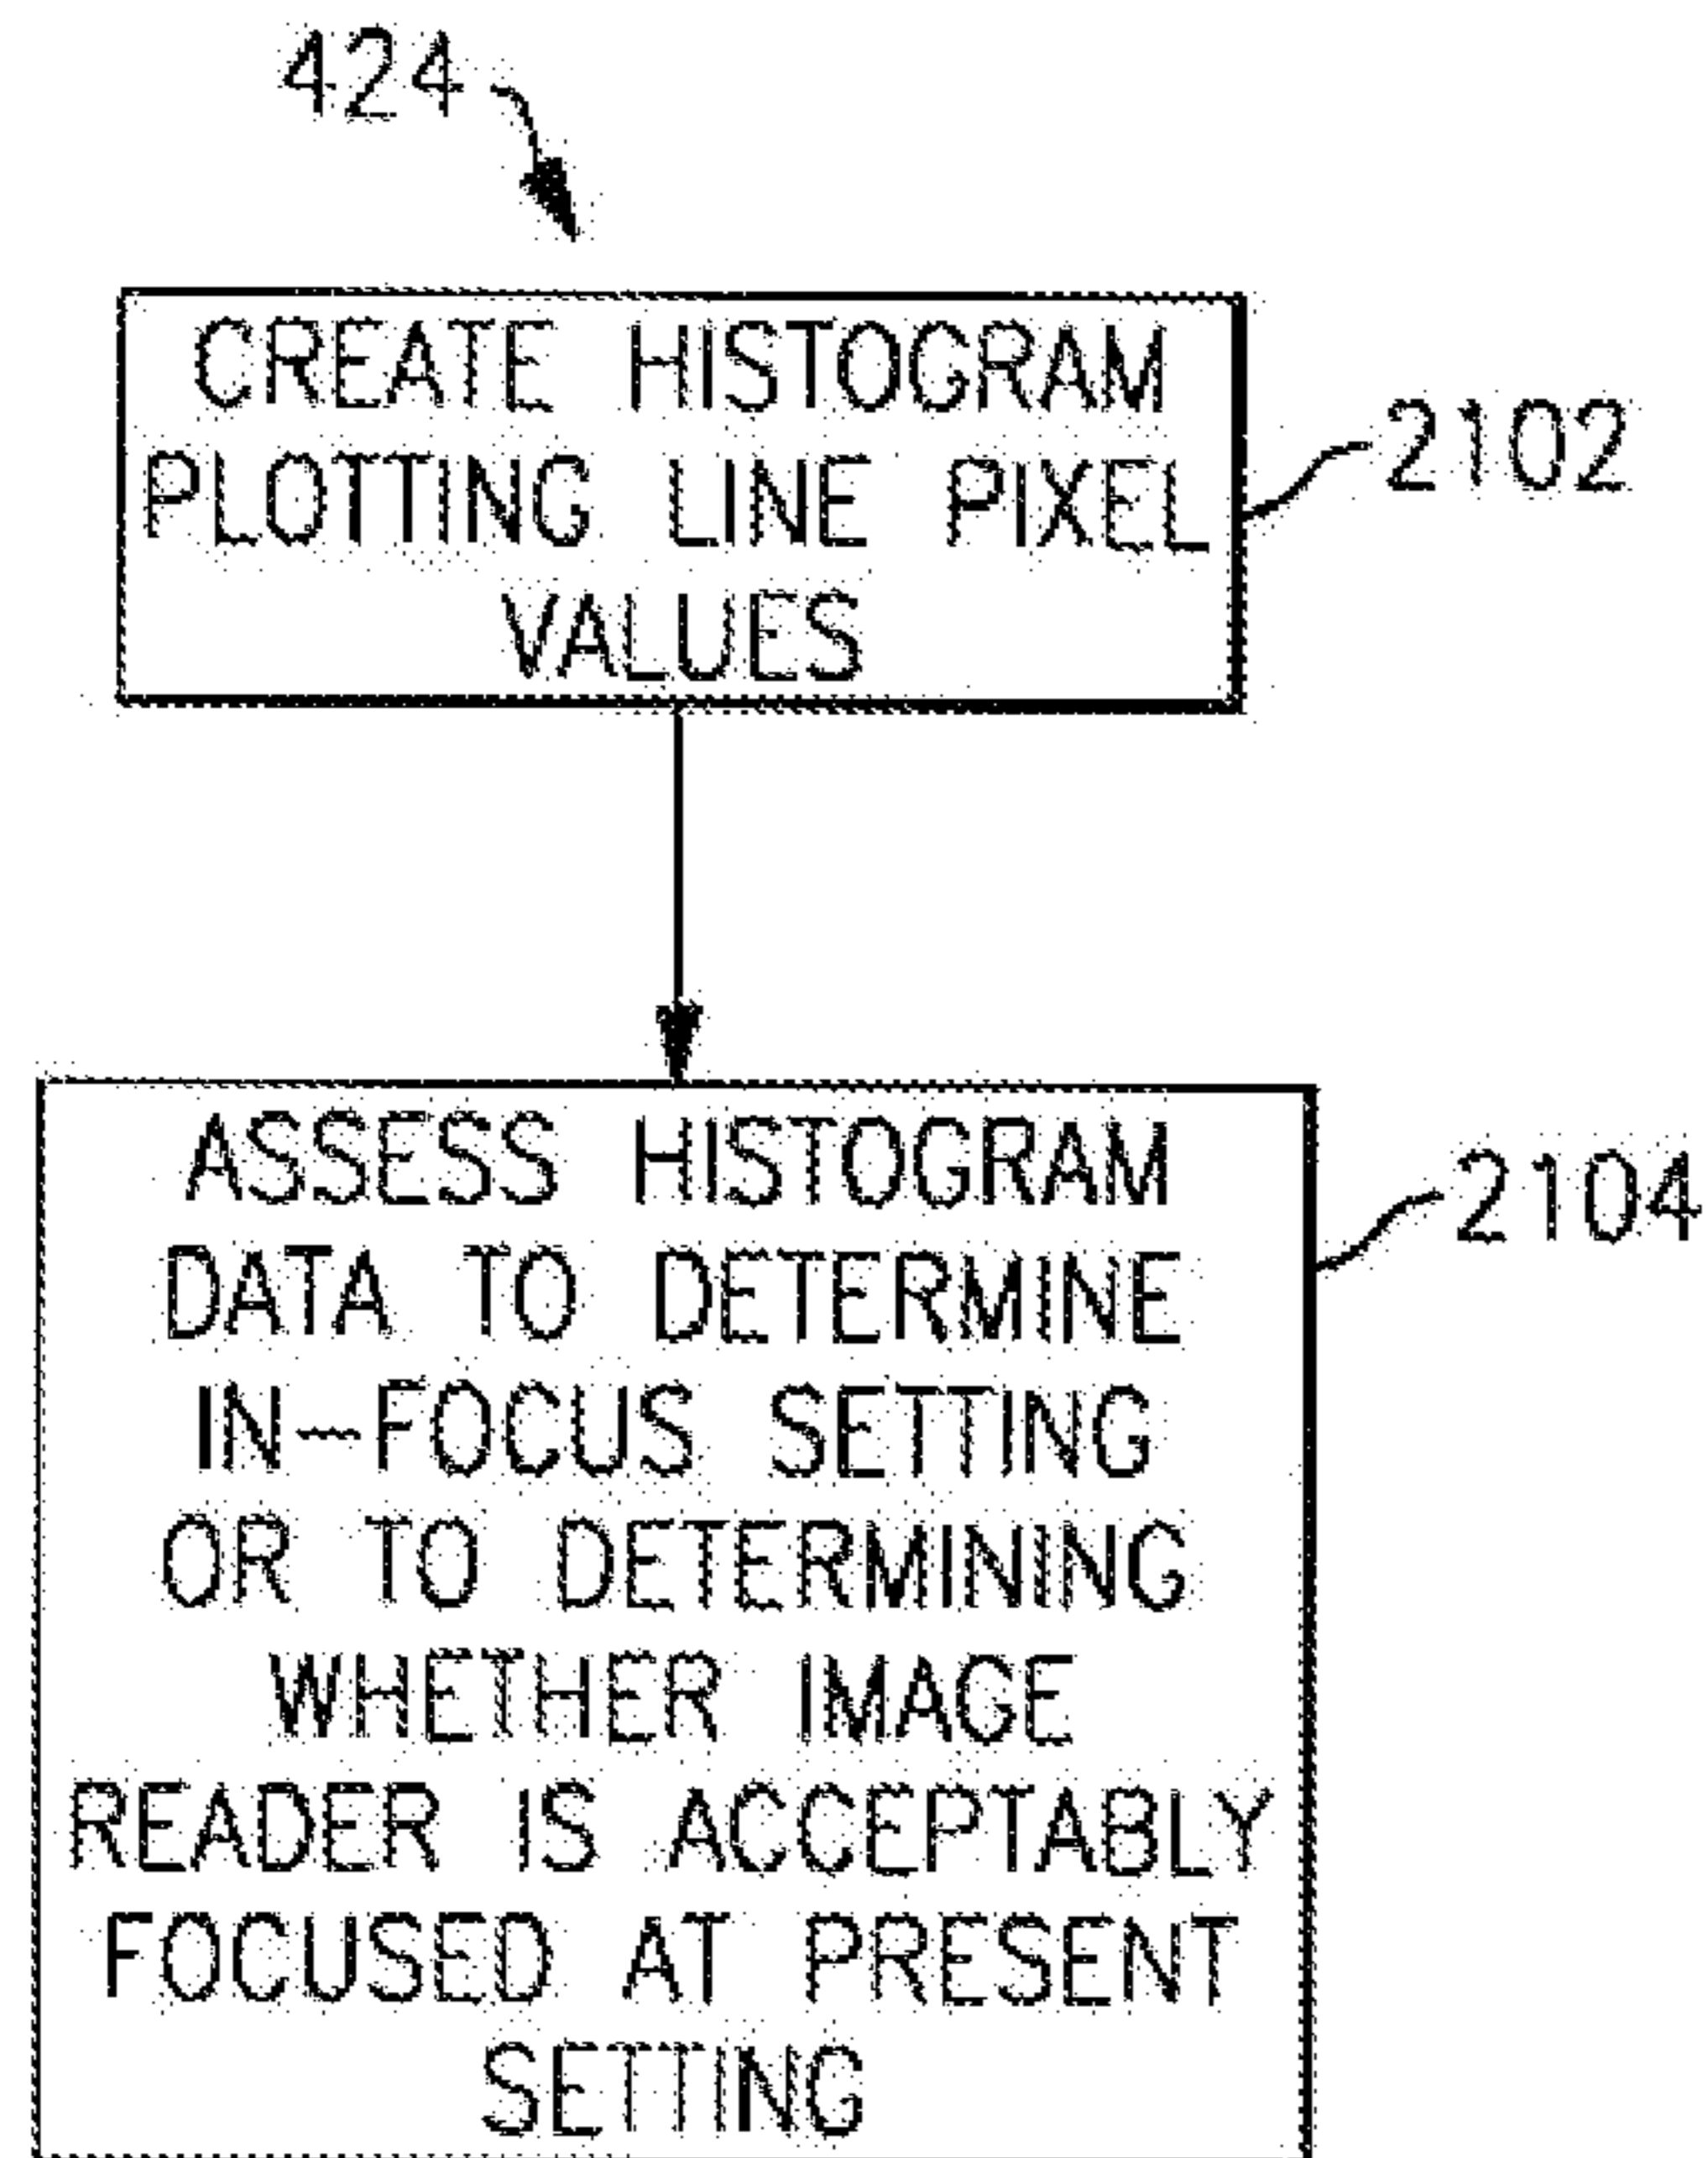 424
CREATE HISTOGRAM
PLOTTING LINE PIXEL
VALUES
2102
ASSESS HISTOGRAM
DATA TO DETERMINE
IN-FOCUS SETTING
OR TO DETERMINING
WHETHER IMAGE
READER IS ACCEPTABLY
FOCUSED AT PRESENT
SETTING
2104